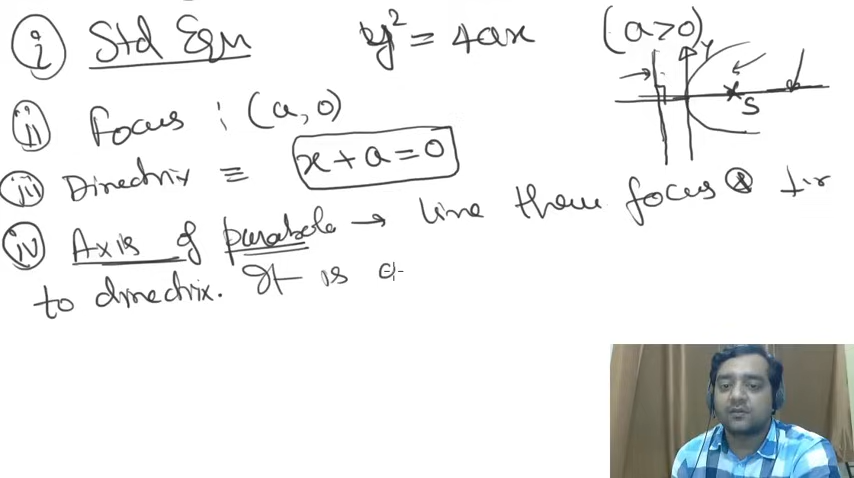 i Std Eqn y² = 4ax (a>0)
Y
S
ii Focus : (a, 0)
iii Directrix ≡ x + a = 0
iv Axis of parabola → line thru focus & ⊥r
to directrix. It is a